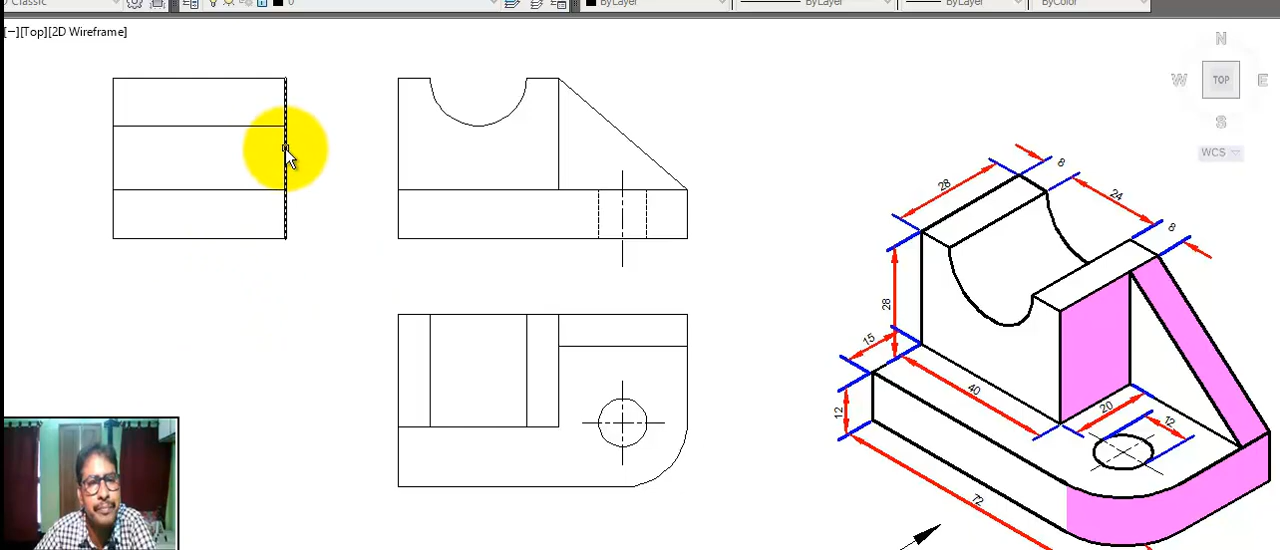 Classic
0
ByLayer
ByLayer
ByLayer
ByColor
[−][Top][2D Wireframe]
N
W
TOP
E
S
WCS
8
28
24
8
28
15
40
20
12
12
72